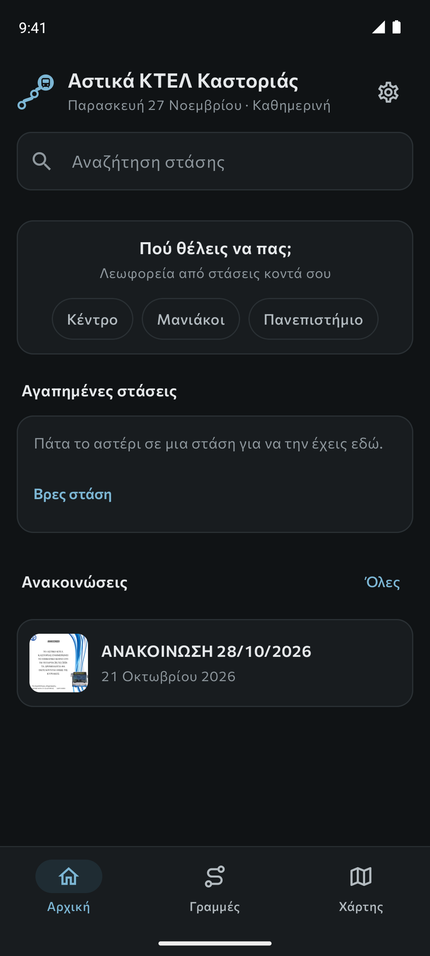 9:41
Αστικά ΚΤΕΛ Καστοριάς
Παρασκευή 27 Νοεμβρίου · Καθημερινή
Αναζήτηση στάσης
Πού θέλεις να πας;
Λεωφορεία από στάσεις κοντά σου
Κέντρο
Μανιάκοι
Πανεπιστήμιο
Αγαπημένες στάσεις
Πάτα το αστέρι σε μια στάση για να την έχεις εδώ.
Βρες στάση
Ανακοινώσεις
Όλες
ΑΝΑΚΟΙΝΩΣΗ 28/10/2026
21 Οκτωβρίου 2026
Αρχική
Γραμμές
Χάρτης